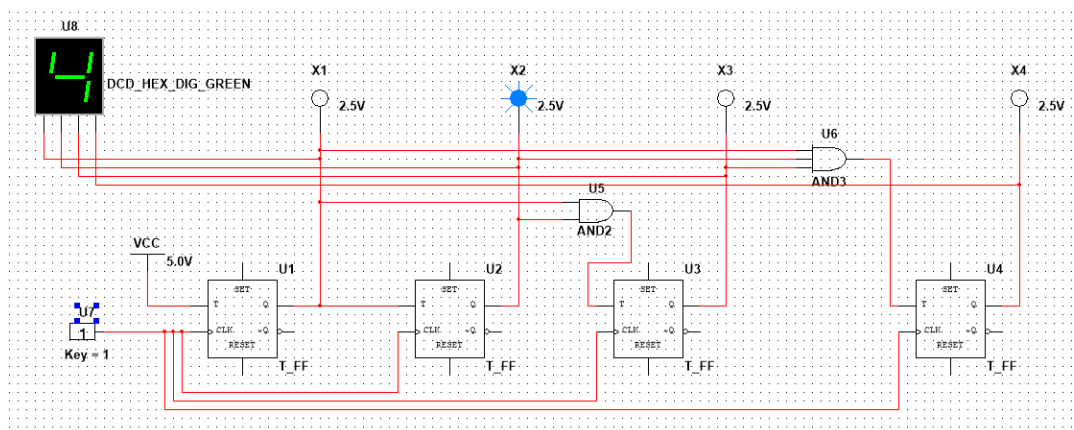 U8
4
DCD_HEX_DIG_GREEN
X1
2.5V
X2
2.5V
X3
2.5V
X4
2.5V
U6
AND3
U5
AND2
VCC
5.0V
U7
1
Key = 1
U1
SET
T Q
CLK ~Q
RESET
T_FF
U2
SET
T Q
CLK ~Q
RESET
T_FF
U3
SET
T Q
CLK ~Q
RESET
T_FF
U4
SET
T Q
CLK ~Q
RESET
T_FF